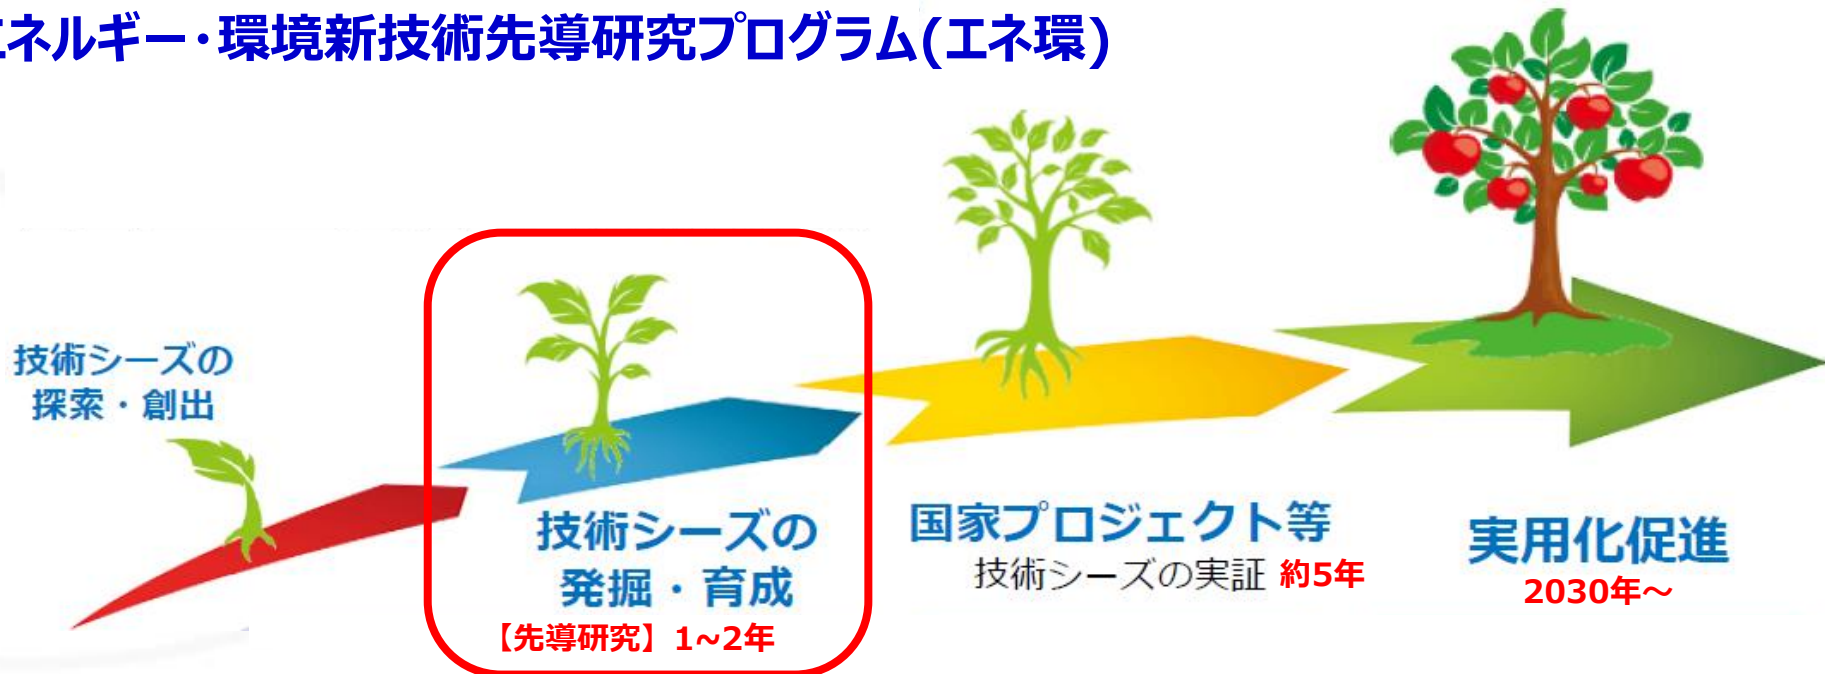 エネルギー・環境新技術先導研究プログラム(エネ環)
技術シーズの
探索・創出
技術シーズの
発掘・育成
【先導研究】1~2年
国家プロジェクト等
技術シーズの実証 約5年
実用化促進
2030年～